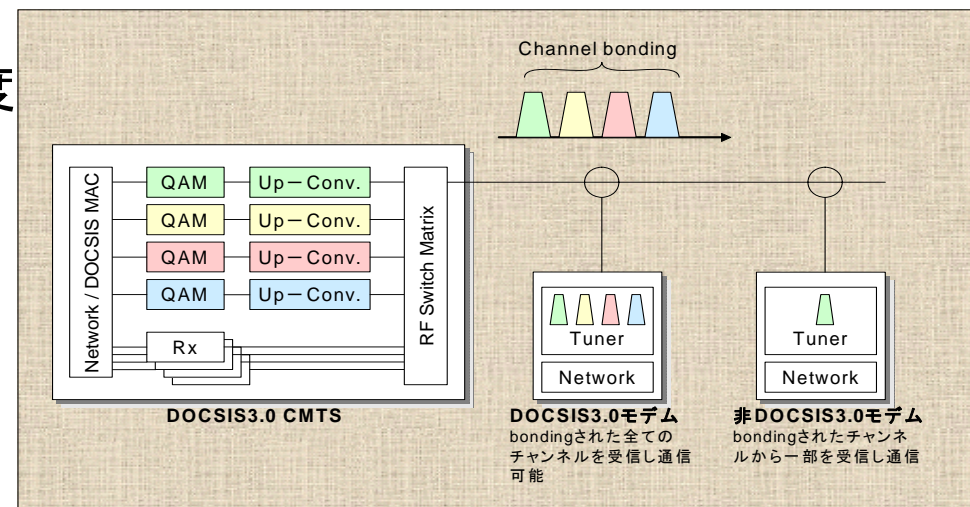 度
Channel bonding
Network / DOCSIS MAC
QAM
Up－Conv.
QAM
Up－Conv.
QAM
Up－Conv.
QAM
Up－Conv.
Rx
RF Switch Matrix
Tuner
Network
Tuner
Network
DOCSIS3.0 CMTS
DOCSIS3.0モデム
bondingされた全ての
チャンネルを受信し通信
可能
非DOCSIS3.0モデム
bondingされたチャンネ
ルから一部を受信し通信